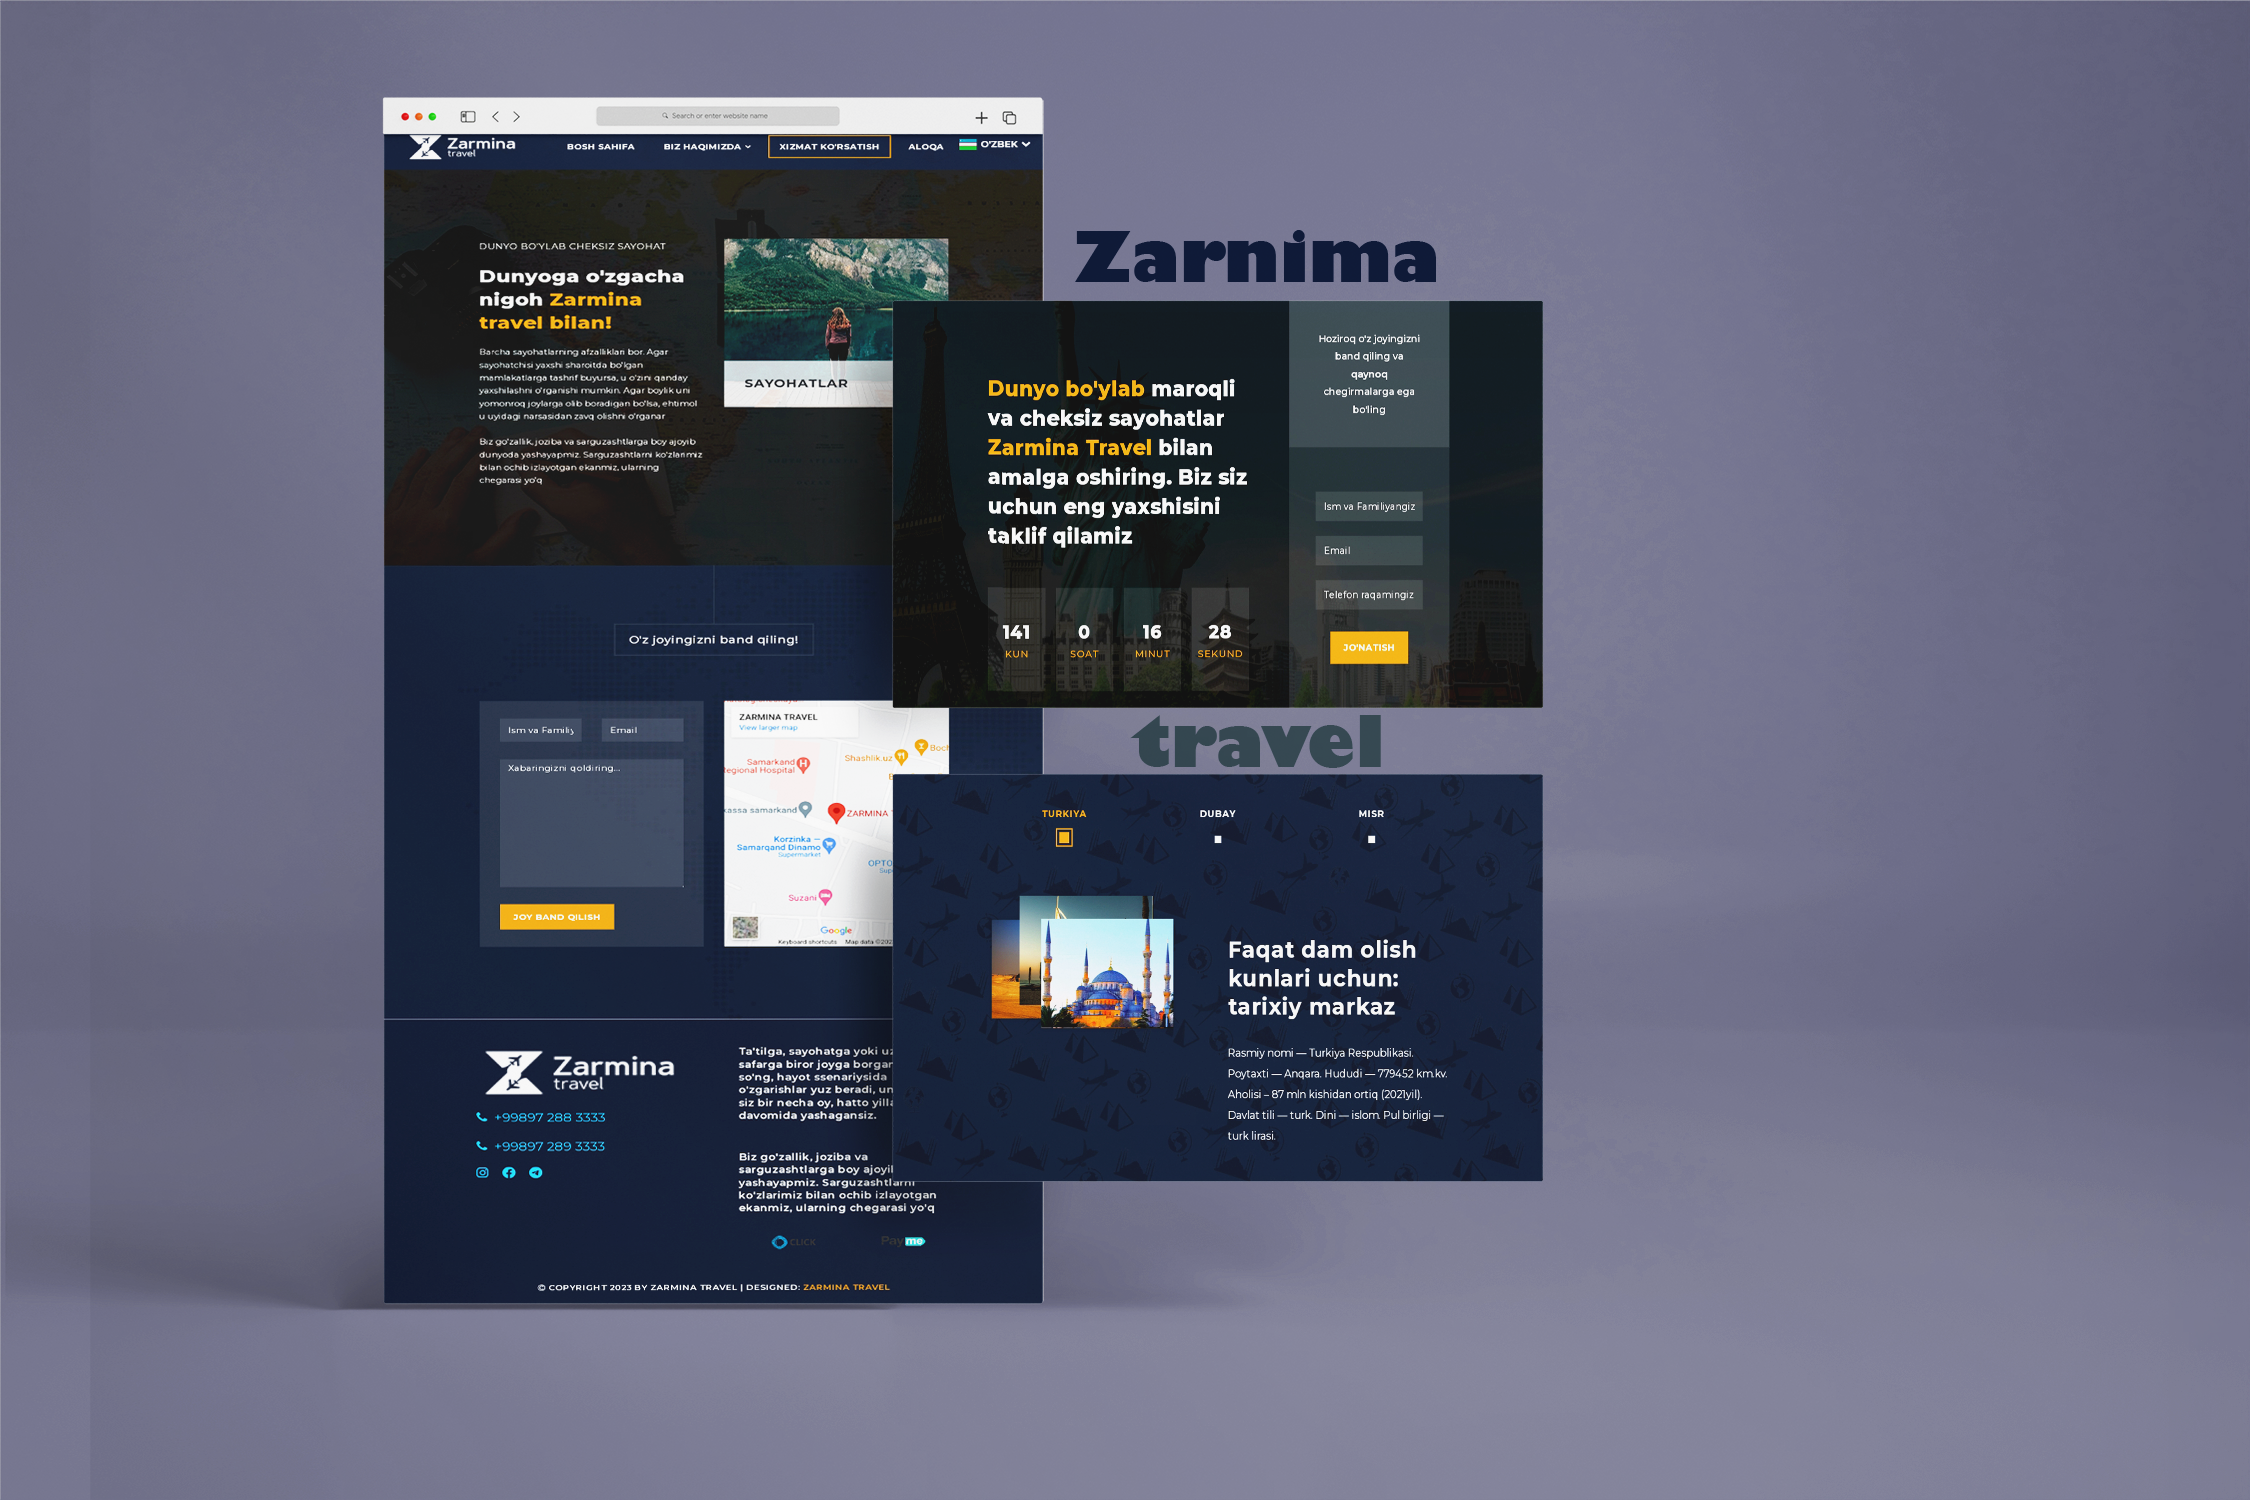 Search or enter website name
Zarmina
travel
BOSH SAHIFA
BIZ HAQIMIZDA
XIZMAT KO'RSATISH
ALOQA
O'ZBEK
DUNYO BO'YLAB CHEKSIZ SAYOHAT
Dunyoga o'zgacha
nigoh Zarmina
travel bilan!
Barcha sayohatlarning afzalliklari bor. Agar
sayohatchisi yaxshi sharoitda bo'lgan
mamlakatlarga tashrif buyursa, u o'zini qanday
yaxshilashni o'rganishi mumkin. Agar boylik uni
yomonroq joylarga olib boradigan bo'lsa, ehtimol
u uyidagi narsasidan zavq olishni o'rganar
Biz go'zallik, joziba va sarguzashtlarga boy ajoyib
dunyoda yashayapmiz. Sarguzashtlarni ko'zlarimiz
bilan ochib izlayotgan ekanmiz, ularning
chegarasi yo'q
SAYOHATLAR
O'z joyingizni band qiling!
Ism va Famili
Email
Xabaringizni qoldiring...
JOY BAND QILISH
ZARMINA TRAVEL
View larger map
Boch
Shashlik.uz
Samarkand
egional Hospital
kassa samarkand
ZARMINA
Korzinka —
Samarqand Dinamo
Supermarket
OPTO
Sup
Suzani
Google
Keyboard shortcuts
Map data ©202
Zarmina
travel
+99897 288 3333
+99897 289 3333
Ta'tilga, sayohatga yoki uz
safarga biror joyga borgar
so'ng, hayot ssenariysida
o'zgarishlar yuz beradi, un
siz bir necha oy, hatto yilla
davomida yashagansiz.
Biz go'zallik, joziba va
sarguzashtlarga boy ajoyi
yashayapmiz. Sarguzashtlarni
ko'zlarimiz bilan ochib izlayotgan
ekanmiz, ularning chegarasi yo'q
CLICK
Payme
© COPYRIGHT 2023 BY ZARMINA TRAVEL | DESIGNED: ZARMINA TRAVEL
Zarnima
Dunyo bo'ylab maroqli
va cheksiz sayohatlar
Zarmina Travel bilan
amalga oshiring. Biz siz
uchun eng yaxshisini
taklif qilamiz
141
KUN
0
SOAT
16
MINUT
28
SEKUND
Hoziroq o'z joyingizni
band qiling va
qaynoq
chegirmalarga ega
bo'ling
Ism va Familiyangiz
Email
Telefon raqamingiz
JO'NATISH
travel
TURKIYA
DUBAY
MISR
Faqat dam olish
kunlari uchun:
tarixiy markaz
Rasmiy nomi — Turkiya Respublikasi.
Poytaxti — Anqara. Hududi — 779452 km.kv.
Aholisi – 87 mln kishidan ortiq (2021yil).
Davlat tili — turk. Dini — islom. Pul birligi —
turk lirasi.